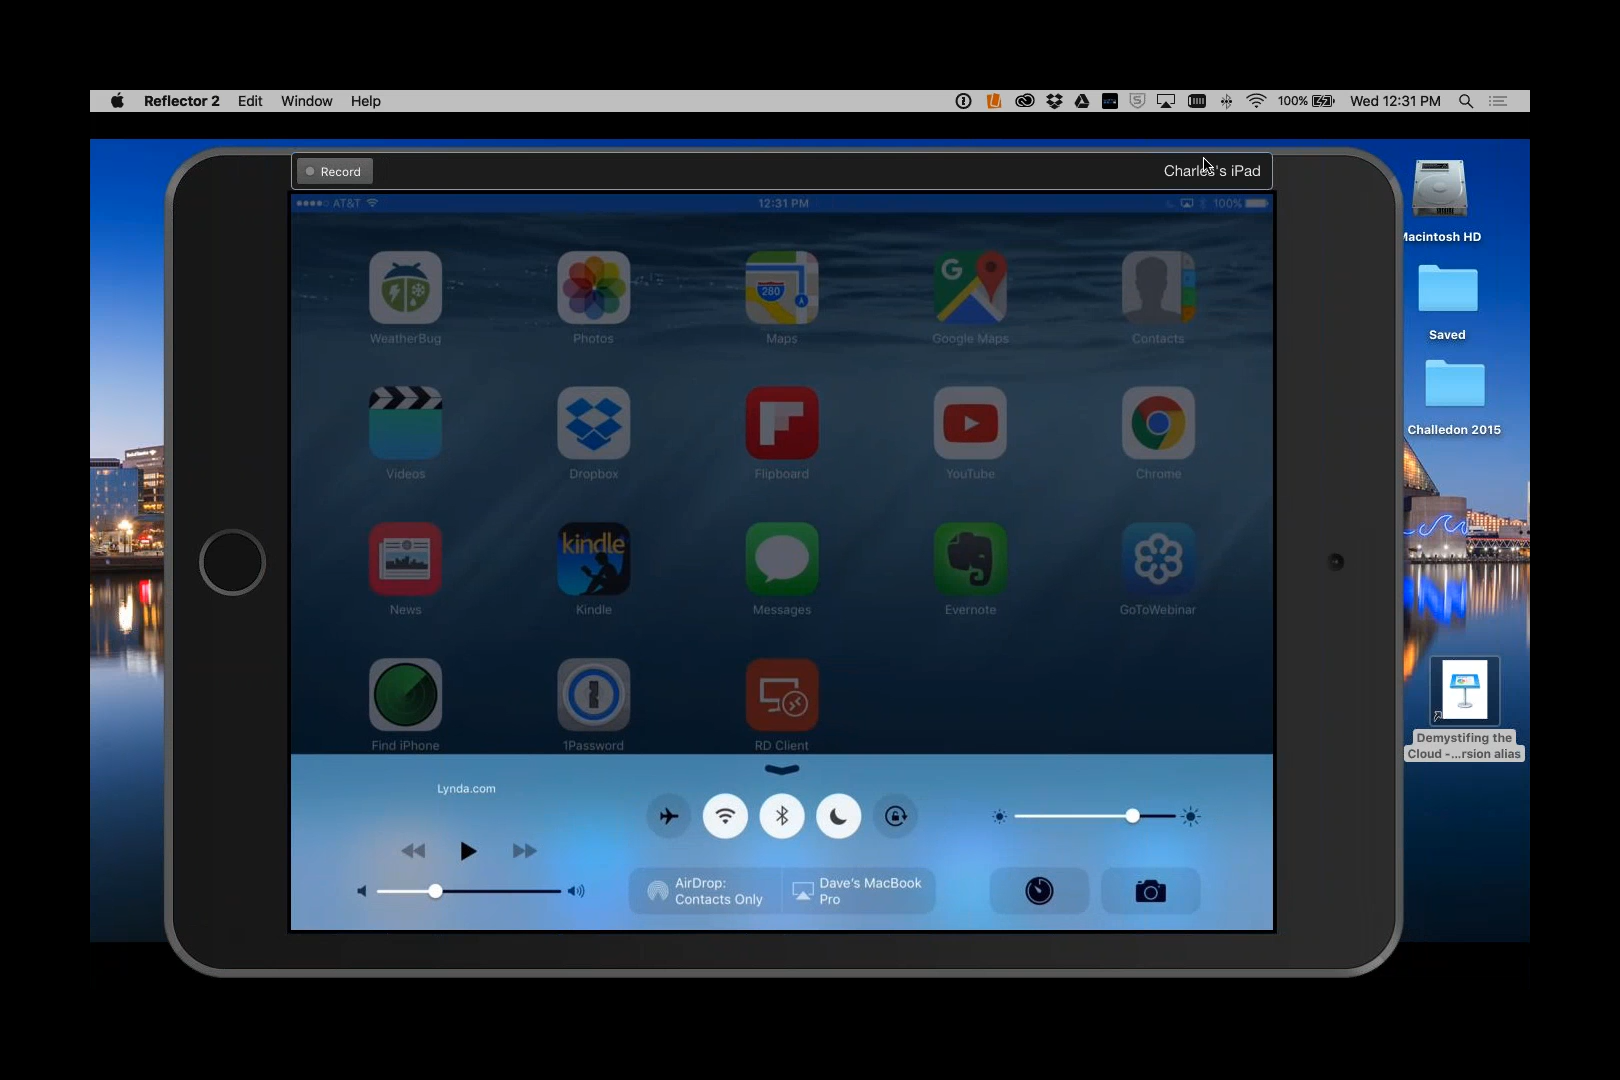 Reflector 2 Edit Window Help 100% Wed 12:31 PM
Record
Charles's iPad
AT&T 12:31 PM 100%
Macintosh HD
Saved
Challedon 2015
Demystifing the
Cloud -...rsion alias
WeatherBug Photos Maps Google Maps Contacts
280
G
Videos Dropbox Flipboard YouTube Chrome
kindle
News Kindle Messages Evernote GoToWebinar
Find iPhone 1Password RD Client
Lynda.com
AirDrop:
Contacts Only
Dave's MacBook
Pro